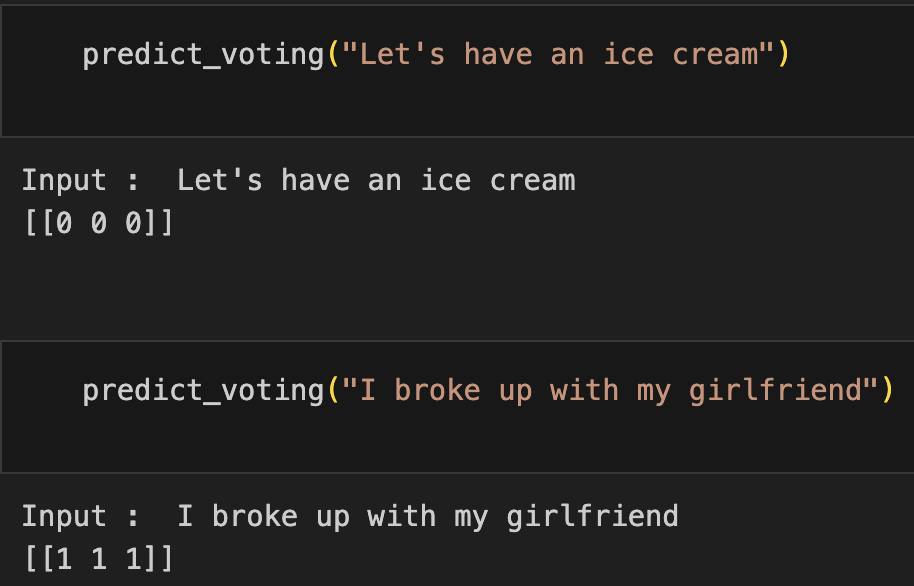 predict_voting("Let's have an ice cream")
Input :  Let's have an ice cream
[[0 0 0]]
predict_voting("I broke up with my girlfriend")
Input :  I broke up with my girlfriend
[[1 1 1]]